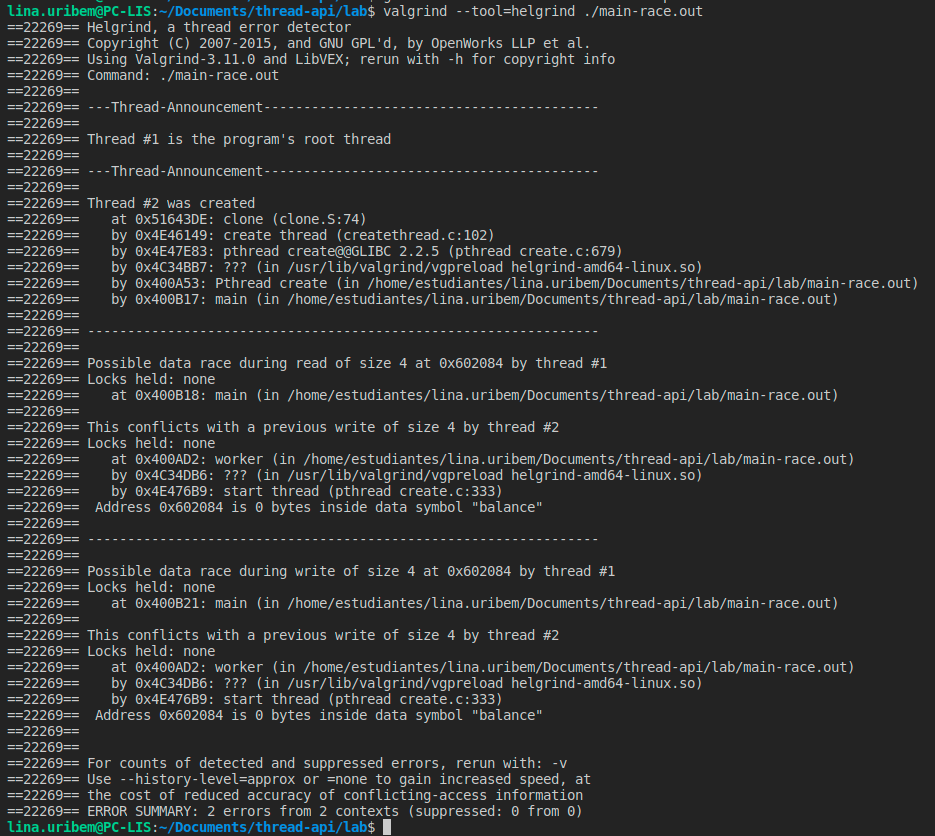 lina.uribem@PC-LIS:~/Documents/thread-api/lab$ valgrind --tool=helgrind ./main-race.out
==22269== Helgrind, a thread error detector
==22269== Copyright (C) 2007-2015, and GNU GPL'd, by OpenWorks LLP et al.
==22269== Using Valgrind-3.11.0 and LibVEX; rerun with -h for copyright info
==22269== Command: ./main-race.out
==22269==
==22269== ---Thread-Announcement------------------------------------------
==22269==
==22269== Thread #1 is the program's root thread
==22269==
==22269== ---Thread-Announcement------------------------------------------
==22269==
==22269== Thread #2 was created
==22269==    at 0x51643DE: clone (clone.S:74)
==22269==    by 0x4E46149: create thread (createthread.c:102)
==22269==    by 0x4E47E83: pthread create@@GLIBC 2.2.5 (pthread create.c:679)
==22269==    by 0x4C34BB7: ??? (in /usr/lib/valgrind/vgpreload helgrind-amd64-linux.so)
==22269==    by 0x400A53: Pthread create (in /home/estudiantes/lina.uribem/Documents/thread-api/lab/main-race.out)
==22269==    by 0x400B17: main (in /home/estudiantes/lina.uribem/Documents/thread-api/lab/main-race.out)
==22269==
==22269== ----------------------------------------------------------------
==22269==
==22269== Possible data race during read of size 4 at 0x602084 by thread #1
==22269== Locks held: none
==22269==    at 0x400B18: main (in /home/estudiantes/lina.uribem/Documents/thread-api/lab/main-race.out)
==22269==
==22269== This conflicts with a previous write of size 4 by thread #2
==22269== Locks held: none
==22269==    at 0x400AD2: worker (in /home/estudiantes/lina.uribem/Documents/thread-api/lab/main-race.out)
==22269==    by 0x4C34DB6: ??? (in /usr/lib/valgrind/vgpreload helgrind-amd64-linux.so)
==22269==    by 0x4E476B9: start thread (pthread create.c:333)
==22269==  Address 0x602084 is 0 bytes inside data symbol "balance"
==22269==
==22269== ----------------------------------------------------------------
==22269==
==22269== Possible data race during write of size 4 at 0x602084 by thread #1
==22269== Locks held: none
==22269==    at 0x400B21: main (in /home/estudiantes/lina.uribem/Documents/thread-api/lab/main-race.out)
==22269==
==22269== This conflicts with a previous write of size 4 by thread #2
==22269== Locks held: none
==22269==    at 0x400AD2: worker (in /home/estudiantes/lina.uribem/Documents/thread-api/lab/main-race.out)
==22269==    by 0x4C34DB6: ??? (in /usr/lib/valgrind/vgpreload helgrind-amd64-linux.so)
==22269==    by 0x4E476B9: start thread (pthread create.c:333)
==22269==  Address 0x602084 is 0 bytes inside data symbol "balance"
==22269==
==22269==
==22269== For counts of detected and suppressed errors, rerun with: -v
==22269== Use --history-level=approx or =none to gain increased speed, at
==22269== the cost of reduced accuracy of conflicting-access information
==22269== ERROR SUMMARY: 2 errors from 2 contexts (suppressed: 0 from 0)
lina.uribem@PC-LIS:~/Documents/thread-api/lab$